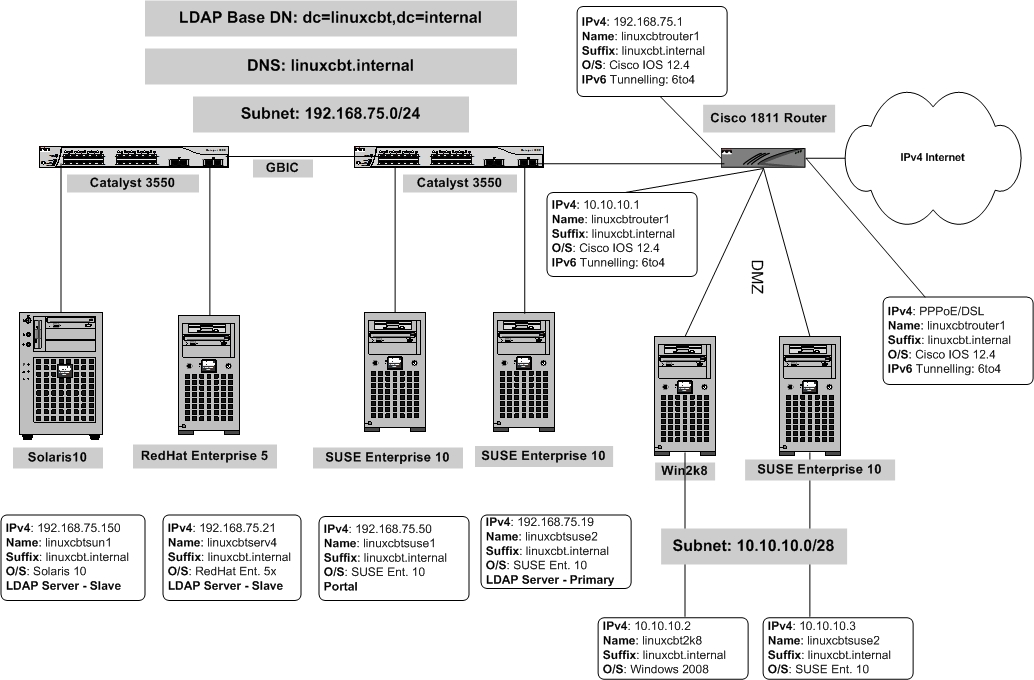 LDAP Base DN: dc=linuxcbt,dc=internal
DNS: linuxcbt.internal
Subnet: 192.168.75.0/24
IPv4: 192.168.75.1
Name: linuxcbtrouter1
Suffix: linuxcbt.internal
O/S: Cisco IOS 12.4
IPv6 Tunnelling: 6to4
Cisco 1811 Router
IPv4 Internet
GBIC
Catalyst 3550
Catalyst 3550
IPv4: 10.10.10.1
Name: linuxcbtrouter1
Suffix: linuxcbt.internal
O/S: Cisco IOS 12.4
IPv6 Tunnelling: 6to4
DMZ
IPv4: PPPoE/DSL
Name: linuxcbtrouter1
Suffix: linuxcbt.internal
O/S: Cisco IOS 12.4
IPv6 Tunnelling: 6to4
Solaris10
RedHat Enterprise 5
SUSE Enterprise 10
SUSE Enterprise 10
Win2k8
SUSE Enterprise 10
IPv4: 192.168.75.150
Name: linuxcbtsun1
Suffix: linuxcbt.internal
O/S: Solaris 10
LDAP Server - Slave
IPv4: 192.168.75.21
Name: linuxcbtserv4
Suffix: linuxcbt.internal
O/S: RedHat Ent. 5x
LDAP Server - Slave
IPv4: 192.168.75.50
Name: linuxcbtsuse1
Suffix: linuxcbt.internal
O/S: SUSE Ent. 10
Portal
IPv4: 192.168.75.19
Name: linuxcbtsuse2
Suffix: linuxcbt.internal
O/S: SUSE Ent. 10
LDAP Server - Primary
Subnet: 10.10.10.0/28
IPv4: 10.10.10.2
Name: linuxcbt2k8
Suffix: linuxcbt.internal
O/S: Windows 2008
IPv4: 10.10.10.3
Name: linuxcbtsuse2
Suffix: linuxcbt.internal
O/S: SUSE Ent. 10